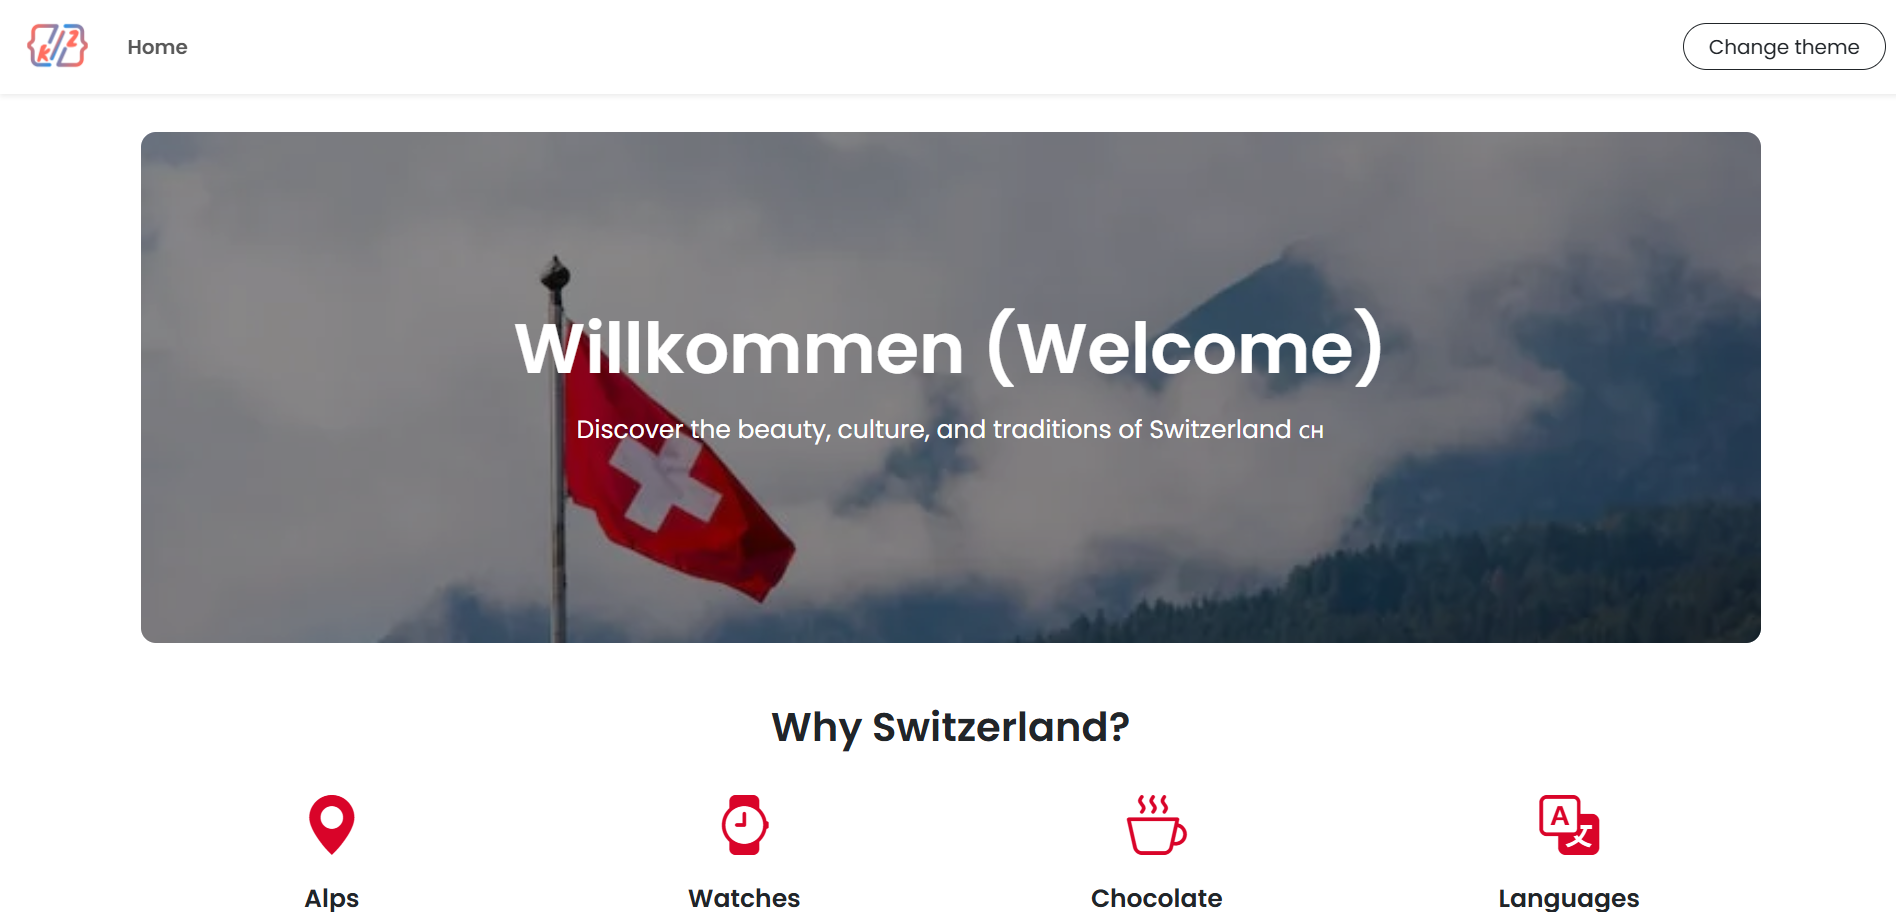 Home
Change theme
Willkommen (Welcome)
Discover the beauty, culture, and traditions of Switzerland CH
Why Switzerland?
A 文
Alps
Watches
Chocolate
Languages